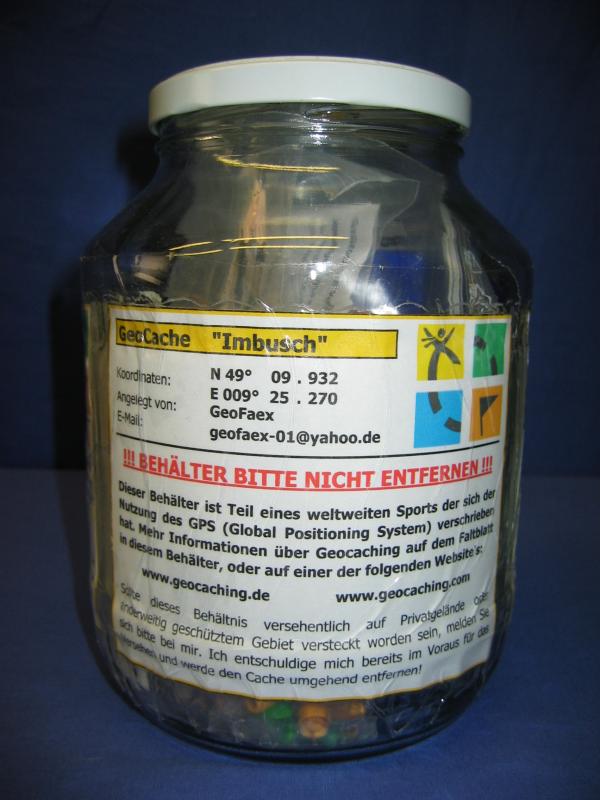 GeoCache "Imbusch"
Koordinaten: N 49° 09 . 932
E 009° 25 . 270
Angelegt von: GeoFaex
E-Mail: geofaex-01@yahoo.de
!!! BEHÄLTER BITTE NICHT ENTFERNEN !!!
Dieser Behälter ist Teil eines weltweiten Sports der sich der
Nutzung des GPS (Global Positioning System) verschrieben
hat. Mehr Informationen über Geocaching auf dem Faltblatt
in diesem Behälter, oder auf einer der folgenden Website's:
www.geocaching.de www.geocaching.com
Sollte dieses Behältnis versehentlich auf Privatgelände oder
anderweitig geschütztem Gebiet versteckt worden sein, melden Sie
sich bitte bei mir. Ich entschuldige mich bereits im Voraus für das
Versehen und werde den Cache umgehend entfernen!